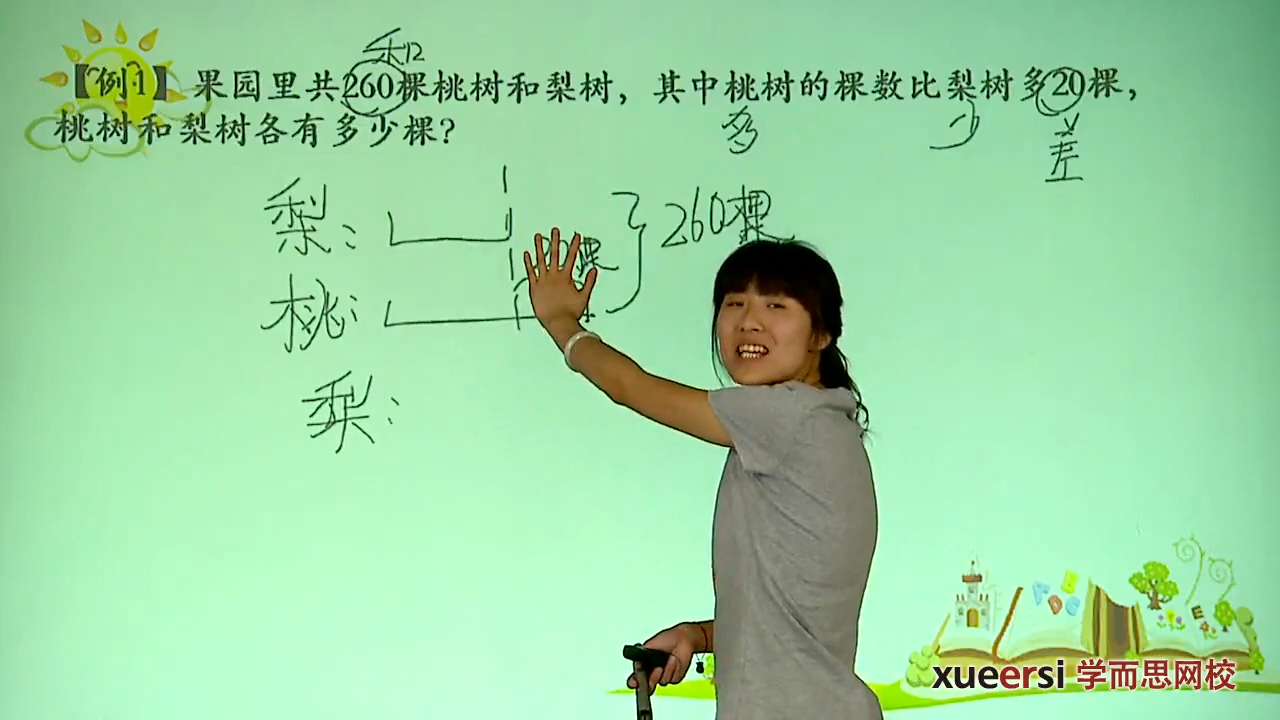 和
【例1】果园里共260棵桃树和梨树，其中桃树的棵数比梨树多20棵，
桃树和梨树各有多少棵？
多 少 差
梨：
260棵
桃：
梨：
xueersi 学而思网校